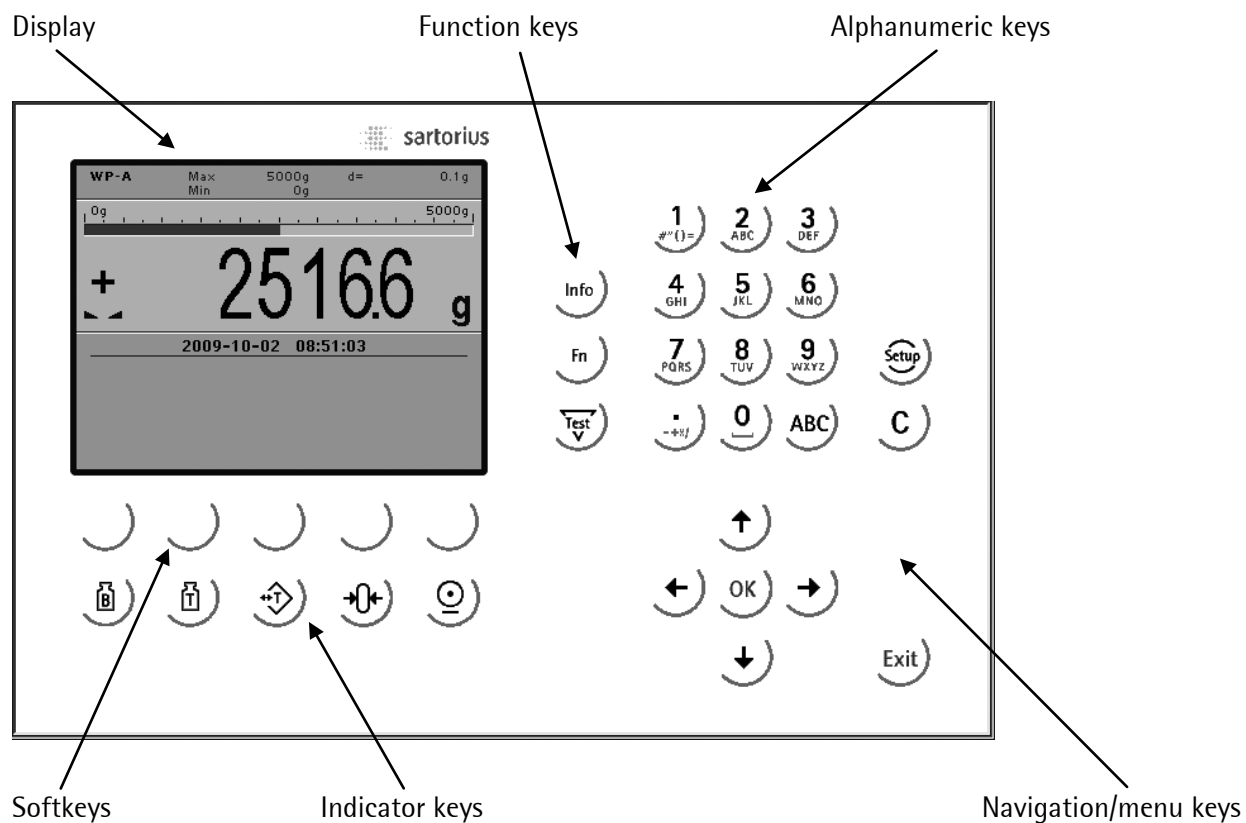 Display Function keys Alphanumeric keys
sartorius
WP-A Max 5000g d= 0.1g
Min 0g
0g 5000g
+ 2516.6 g
2009-10-02 08:51:03
1 2 3
#"()= ABC DEF
Info 4 5 6
GHI JKL MNO
Fn 7 8 9 Setup
PQRS TUV WXYZ
Test . 0 ABC C
-+*/
B T T
OK
Exit
Softkeys Indicator keys Navigation/menu keys